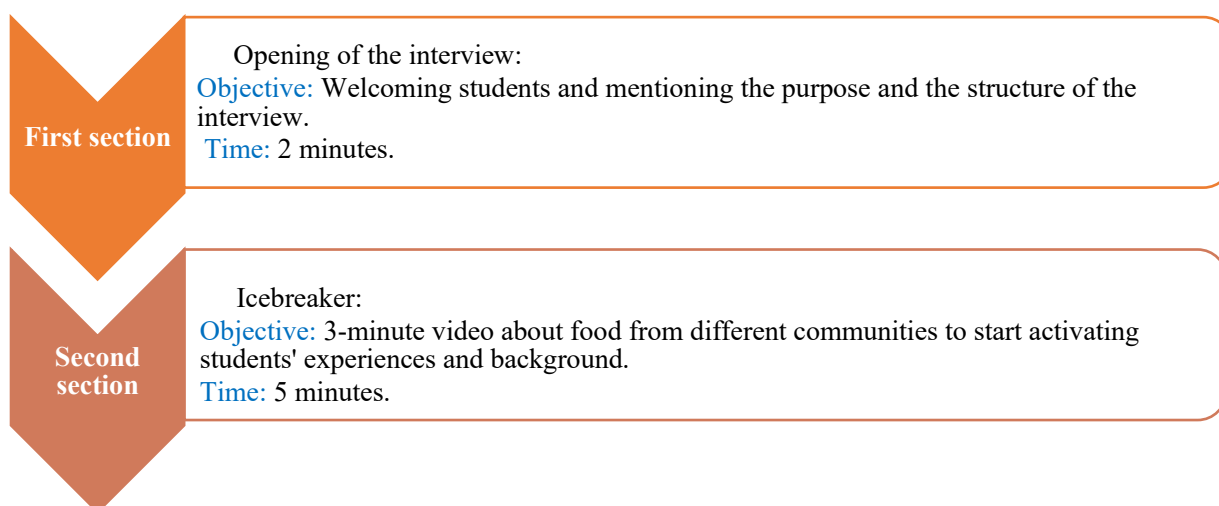 First section
Opening of the interview:
Objective: Welcoming students and mentioning the purpose and the structure of the
interview.
Time: 2 minutes.
Second
section
Icebreaker:
Objective: 3-minute video about food from different communities to start activating
students' experiences and background.
Time: 5 minutes.